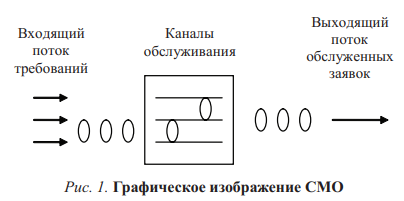 Входящий
поток
требований
Каналы
обслуживания
Выходящий
поток
обслуженных
заявок
Рис. 1. Графическое изображение СМО